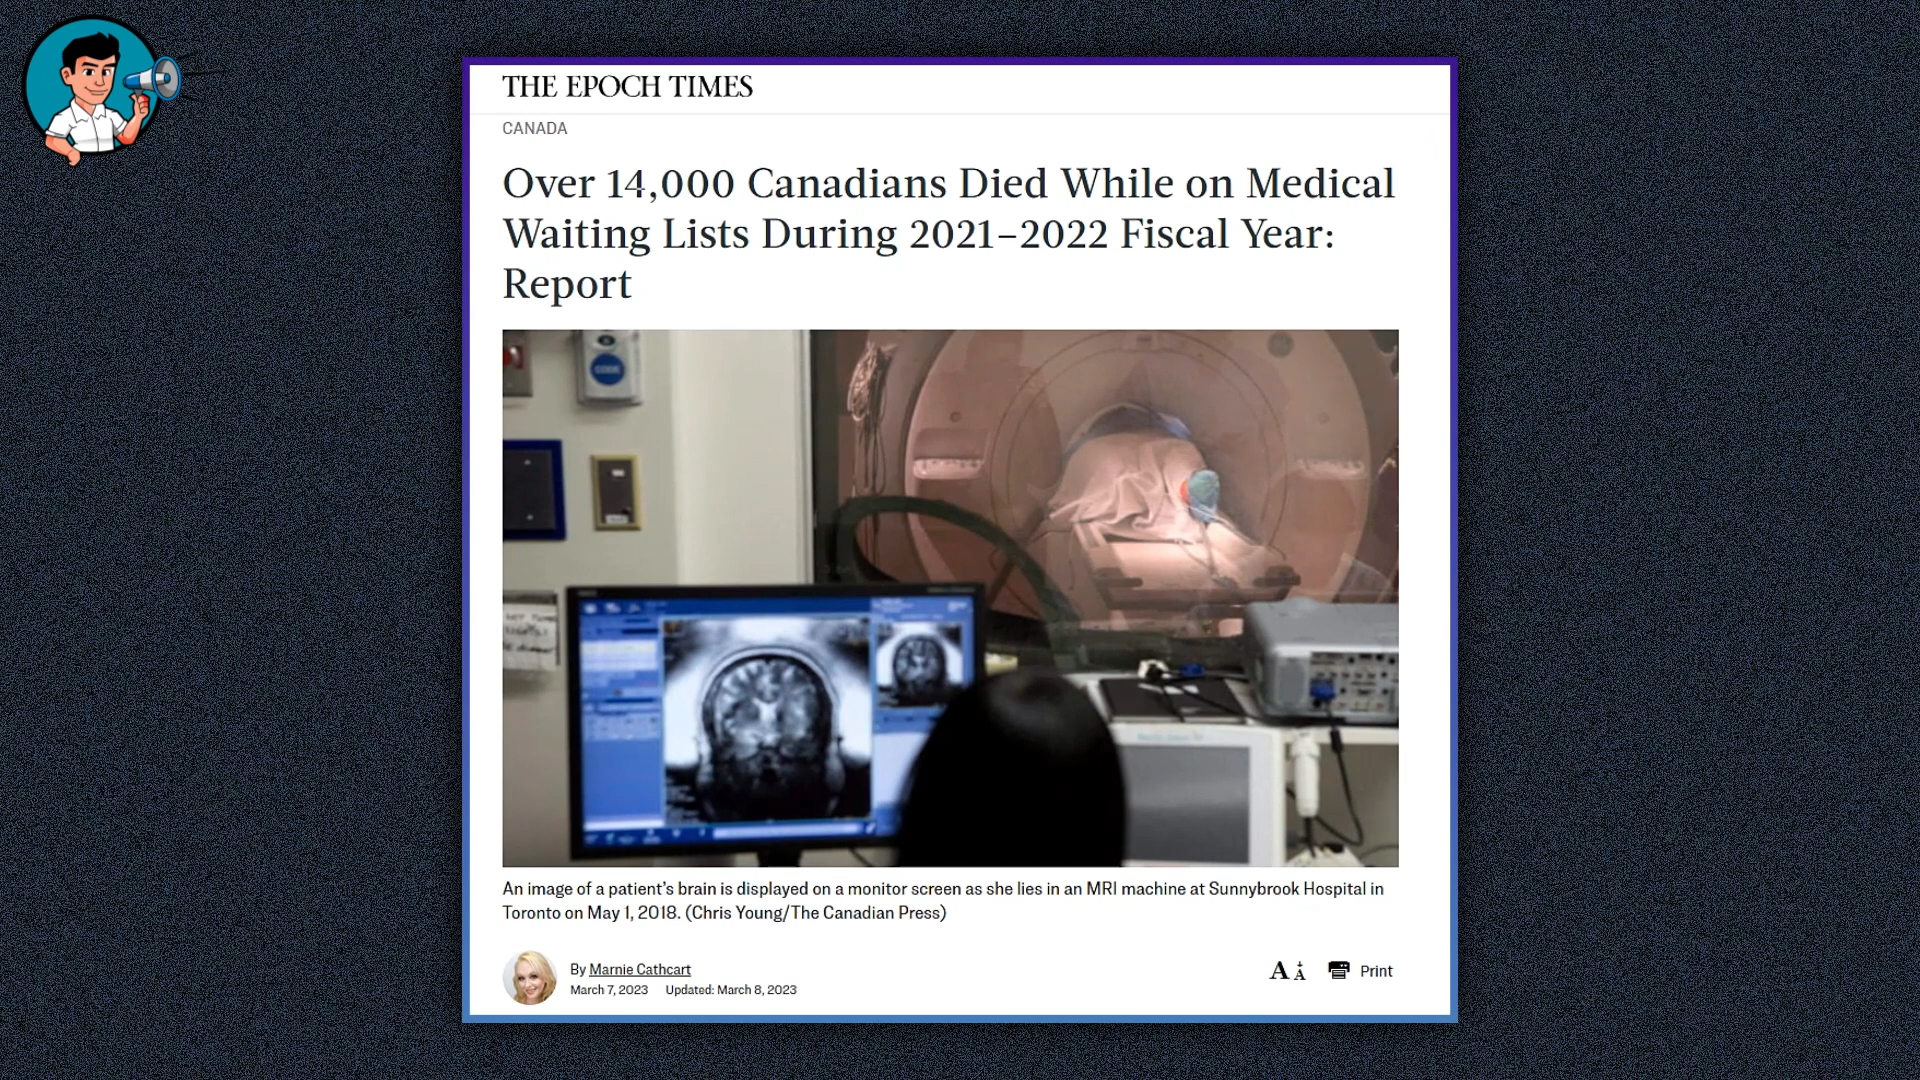 THE EPOCH TIMES
CANADA
Over 14,000 Canadians Died While on Medical
Waiting Lists During 2021–2022 Fiscal Year:
Report
CODE
An image of a patient's brain is displayed on a monitor screen as she lies in an MRI machine at Sunnybrook Hospital in
Toronto on May 1, 2018. (Chris Young/The Canadian Press)
By Marnie Cathcart
March 7, 2023 Updated: March 8, 2023
A A Print